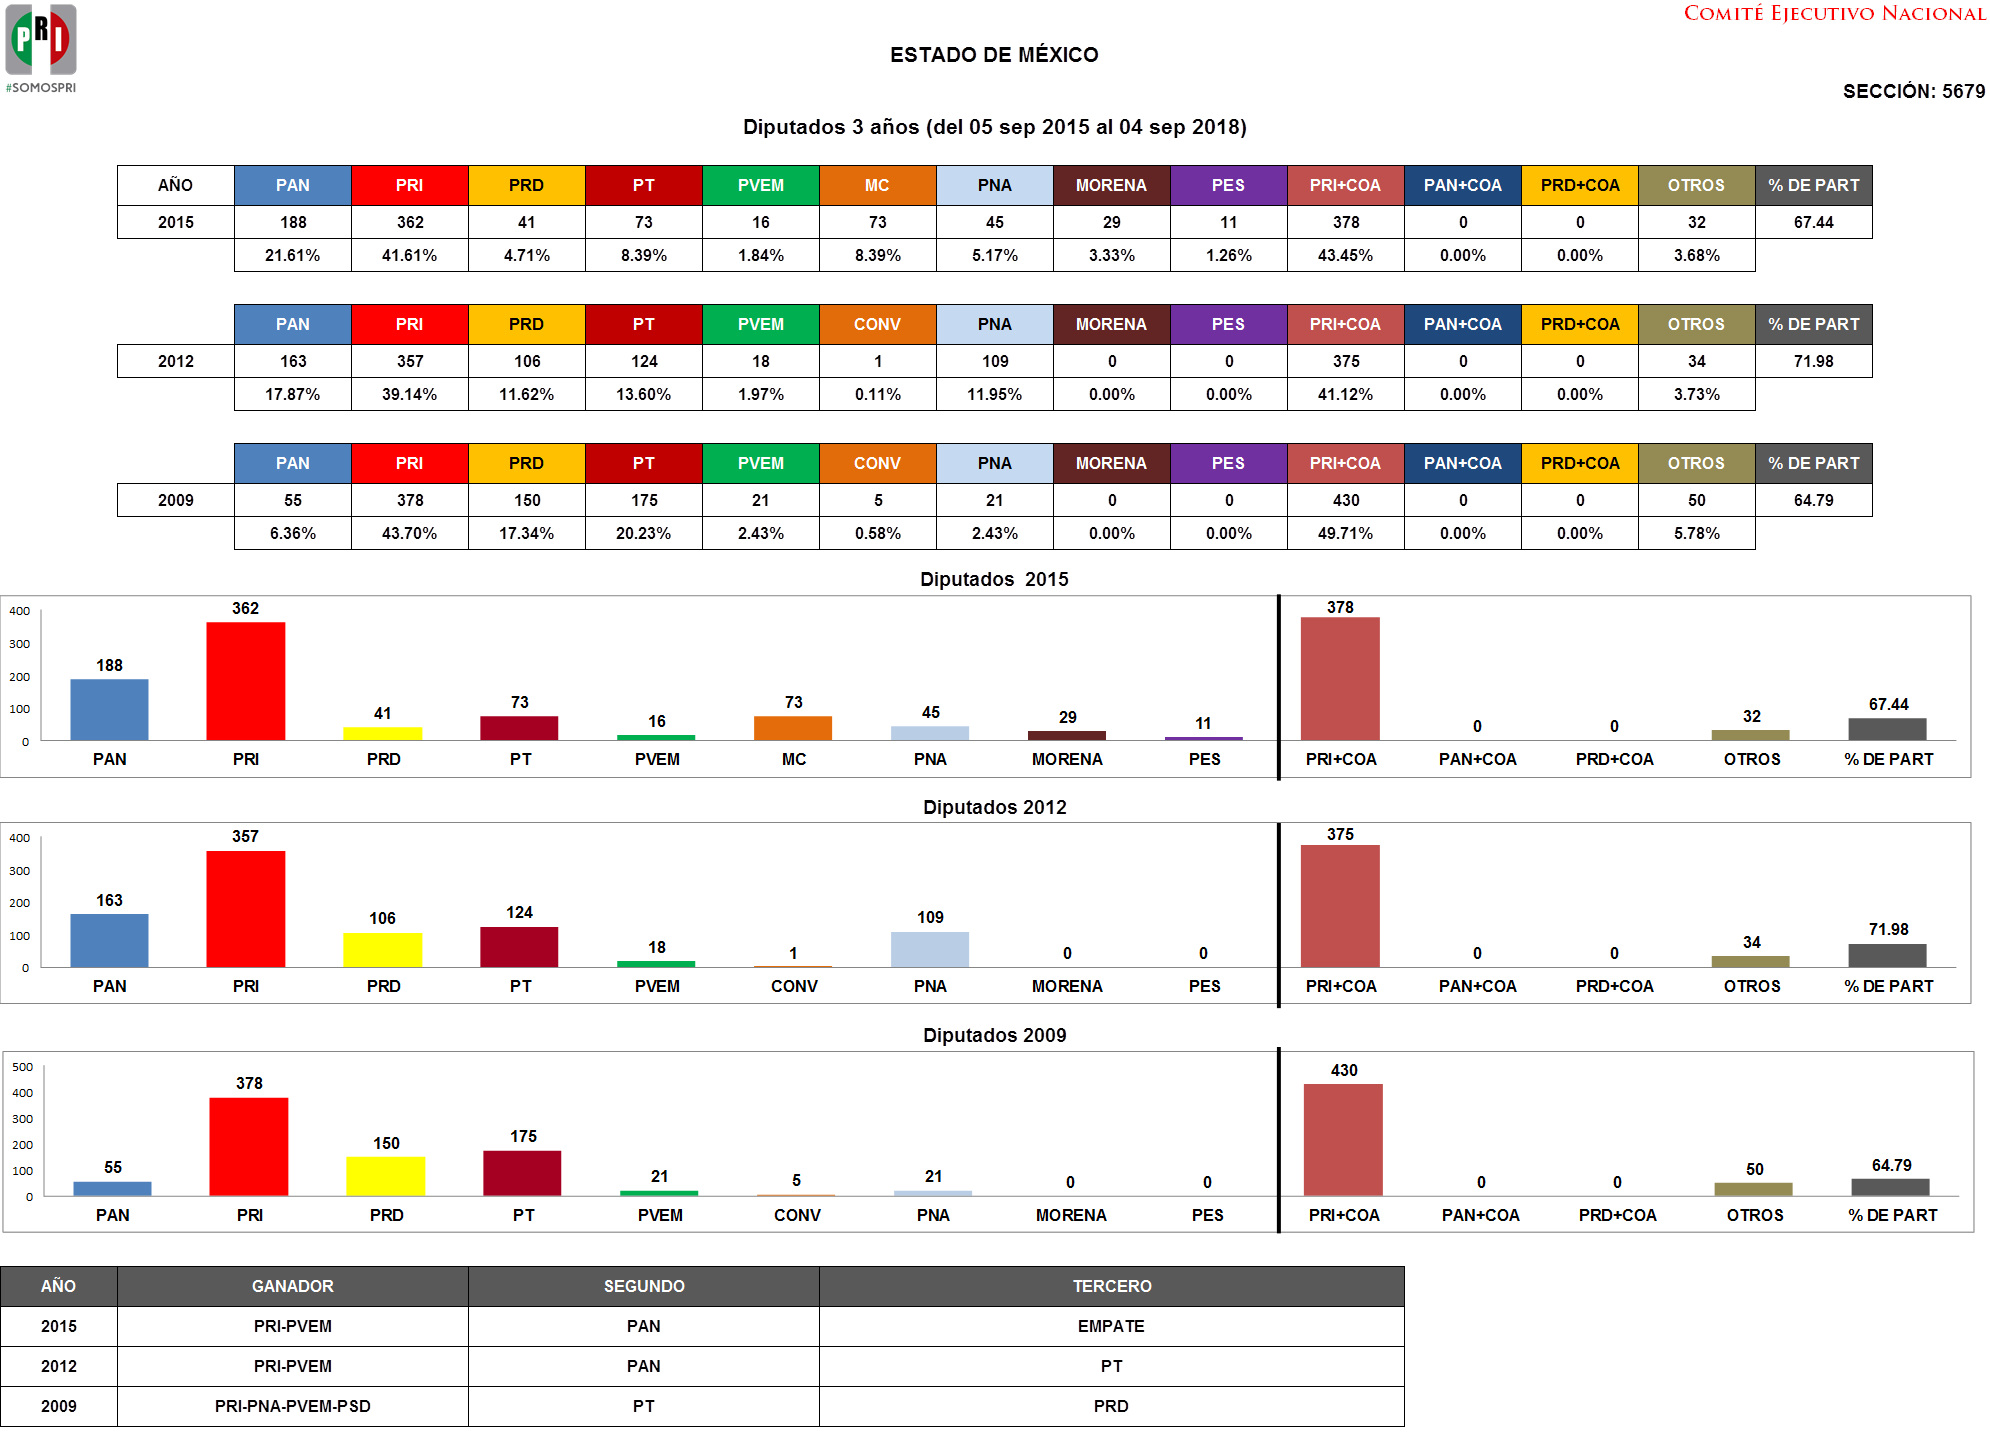 PRI
#SOMOSPRI
COMITÉ EJECUTIVO NACIONAL
ESTADO DE MÉXICO
SECCIÓN: 5679
Diputados 3 años (del 05 sep 2015 al 04 sep 2018)
AÑO PAN PRI PRD PT PVEM MC PNA MORENA PES PRI+COA PAN+COA PRD+COA OTROS % DE PART
2015 188 362 41 73 16 73 45 29 11 378 0 0 32 67.44
21.61% 41.61% 4.71% 8.39% 1.84% 8.39% 5.17% 3.33% 1.26% 43.45% 0.00% 0.00% 3.68%
PAN PRI PRD PT PVEM CONV PNA MORENA PES PRI+COA PAN+COA PRD+COA OTROS % DE PART
2012 163 357 106 124 18 1 109 0 0 375 0 0 34 71.98
17.87% 39.14% 11.62% 13.60% 1.97% 0.11% 11.95% 0.00% 0.00% 41.12% 0.00% 0.00% 3.73%
PAN PRI PRD PT PVEM CONV PNA MORENA PES PRI+COA PAN+COA PRD+COA OTROS % DE PART
2009 55 378 150 175 21 5 21 0 0 430 0 0 50 64.79
6.36% 43.70% 17.34% 20.23% 2.43% 0.58% 2.43% 0.00% 0.00% 49.71% 0.00% 0.00% 5.78%
Diputados 2015
400
300
200
100
0
188 362 41 73 16 73 45 29 11 378 0 0 32 67.44
PAN PRI PRD PT PVEM MC PNA MORENA PES PRI+COA PAN+COA PRD+COA OTROS % DE PART
Diputados 2012
400
300
200
100
0
163 357 106 124 18 1 109 0 0 375 0 0 34 71.98
PAN PRI PRD PT PVEM CONV PNA MORENA PES PRI+COA PAN+COA PRD+COA OTROS % DE PART
Diputados 2009
500
400
300
200
100
0
55 378 150 175 21 5 21 0 0 430 0 0 50 64.79
PAN PRI PRD PT PVEM CONV PNA MORENA PES PRI+COA PAN+COA PRD+COA OTROS % DE PART
AÑO GANADOR SEGUNDO TERCERO
2015 PRI-PVEM PAN EMPATE
2012 PRI-PVEM PAN PT
2009 PRI-PNA-PVEM-PSD PT PRD